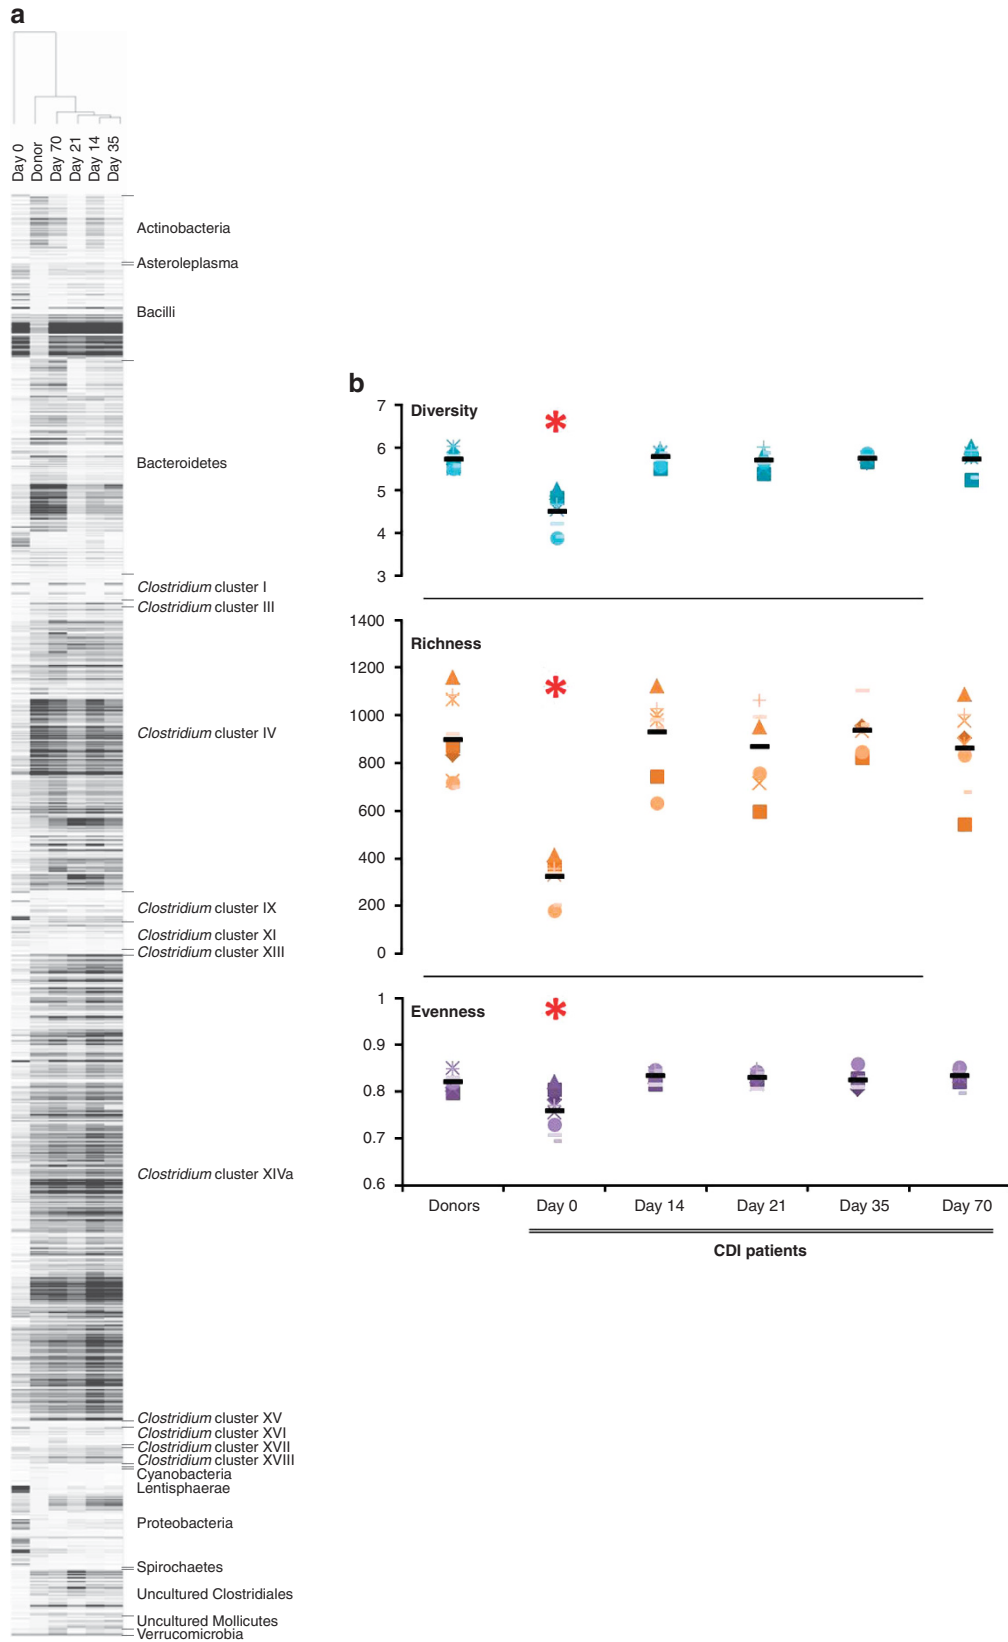 a
Day 0
Donor
Day 70
Day 21
Day 14
Day 35
Actinobacteria
Asteroleplasma
Bacilli
Bacteroidetes
Clostridium cluster I
Clostridium cluster III
Clostridium cluster IV
Clostridium cluster IX
Clostridium cluster XI
Clostridium cluster XIII
Clostridium cluster XIVa
Clostridium cluster XV
Clostridium cluster XVI
Clostridium cluster XVII
Clostridium cluster XVIII
Cyanobacteria
Lentisphaerae
Proteobacteria
Spirochaetes
Uncultured Clostridiales
Uncultured Mollicutes
Verrucomicrobia
b
Diversity
7
6
5
4
3
Richness
1400
1200
1000
800
600
400
200
0
Evenness
1
0.9
0.8
0.7
0.6
Donors Day 0 Day 14 Day 21 Day 35 Day 70
CDI patients